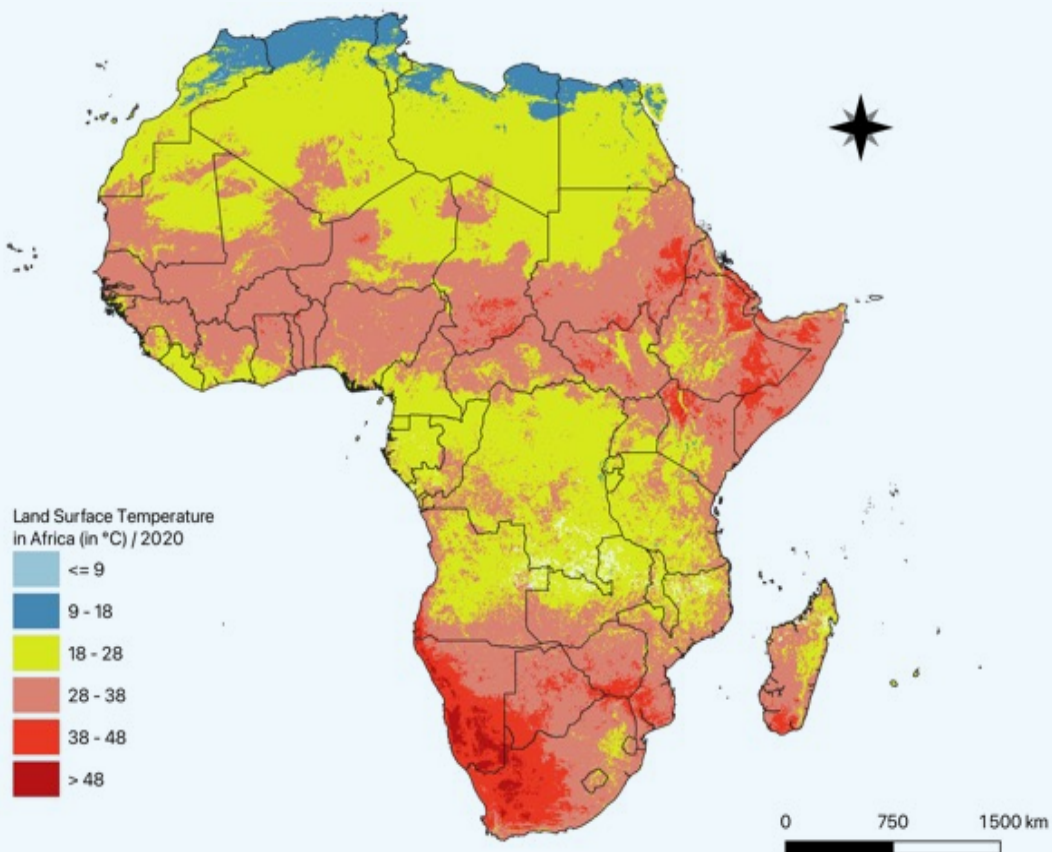 Land Surface Temperature
in Africa (in °C) / 2020
<= 9
9 - 18
18 - 28
28 - 38
38 - 48
> 48
0 750 1500 km